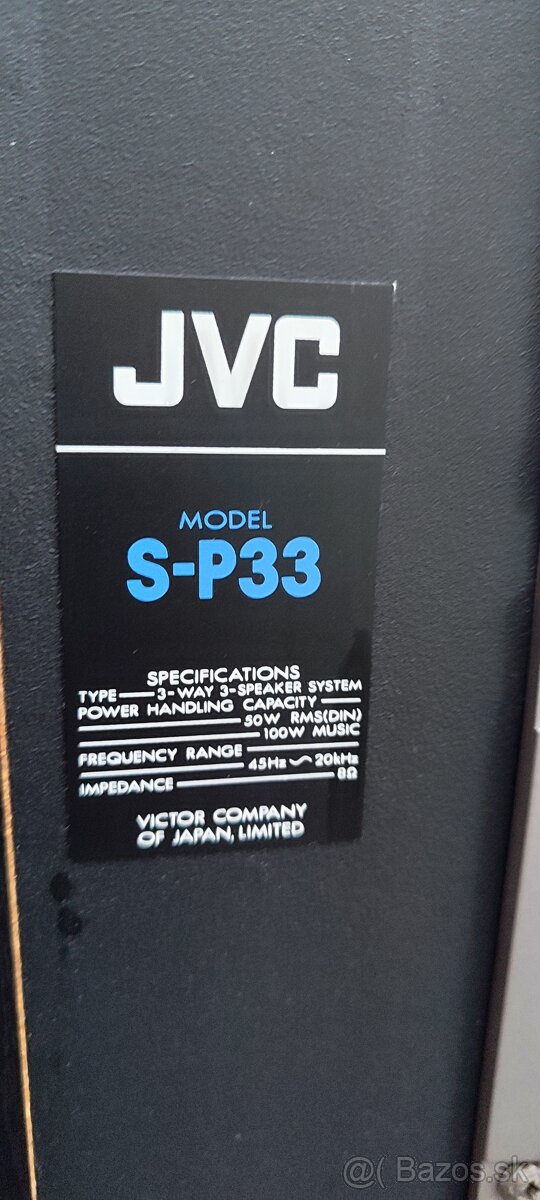 JVC
MODEL
S-P33
SPECIFICATIONS
TYPE 3-WAY 3-SPEAKER SYSTEM
POWER HANDLING CAPACITY
50W RMS(DIN)
100W MUSIC
FREQUENCY RANGE
45Hz～20kHz
IMPEDANCE 8Ω
VICTOR COMPANY
OF JAPAN, LIMITED
@ Bazos.sk